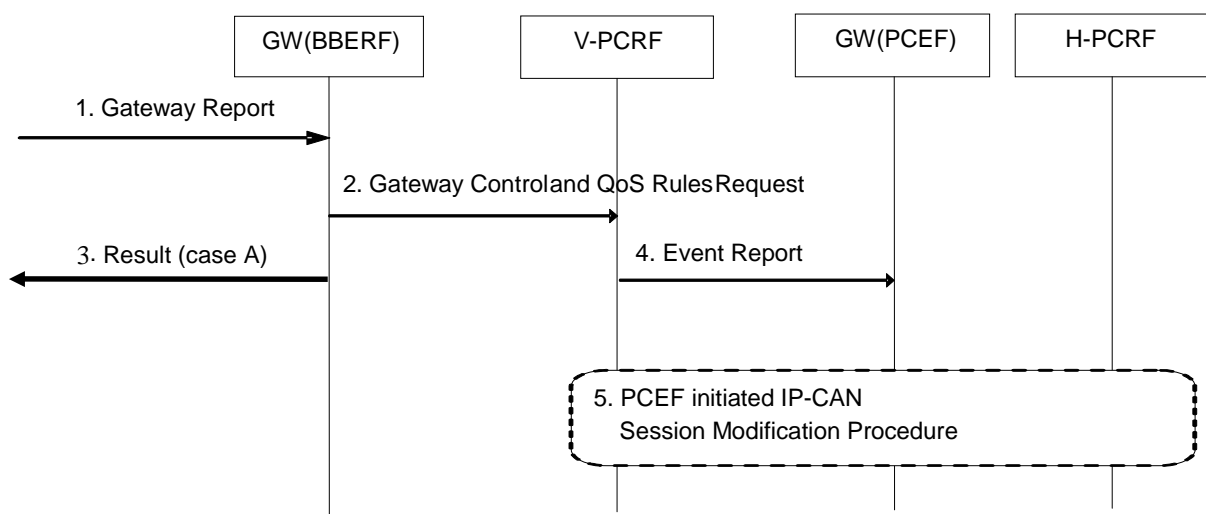 GW(BBERF)
V-PCRF
GW(PCEF)
H-PCRF
1. Gateway Report
2. Gateway Controland QoS RulesRequest
3. Result (case A)
4. Event Report
5. PCEF initiated IP-CAN
Session Modification Procedure